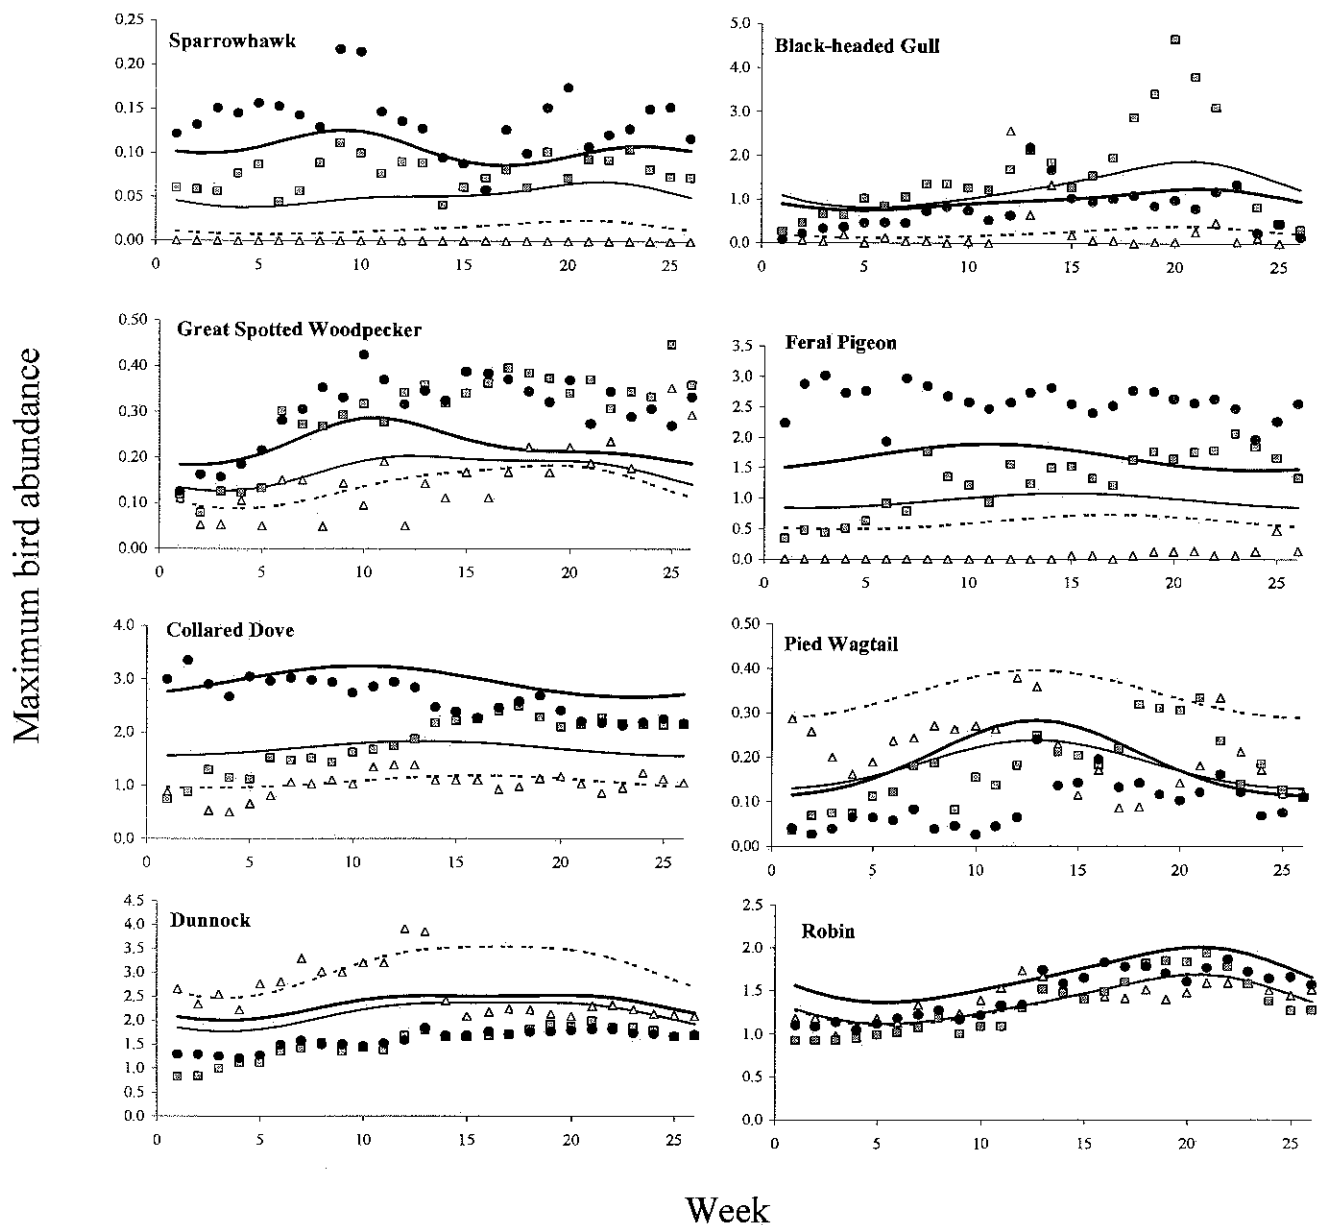 Maximum bird abundance
Sparrowhawk
0.25
0.20
0.15
0.10
0.05
0.00
0 5 10 15 20 25
Black-headed Gull
5.0
4.0
3.0
2.0
1.0
0.0
0 5 10 15 20 25
Great Spotted Woodpecker
0.50
0.40
0.30
0.20
0.10
0.00
0 5 10 15 20 25
Feral Pigeon
3.5
3.0
2.5
2.0
1.5
1.0
0.5
0.0
0 5 10 15 20 25
Collared Dove
4.0
3.0
2.0
1.0
0.0
0 5 10 15 20 25
Pied Wagtail
0.50
0.40
0.30
0.20
0.10
0.00
0 5 10 15 20 25
Dunnock
4.5
4.0
3.5
3.0
2.5
2.0
1.5
1.0
0.5
0.0
0 5 10 15 20 25
Robin
2.5
2.0
1.5
1.0
0.5
0.0
0 5 10 15 20 25
Week